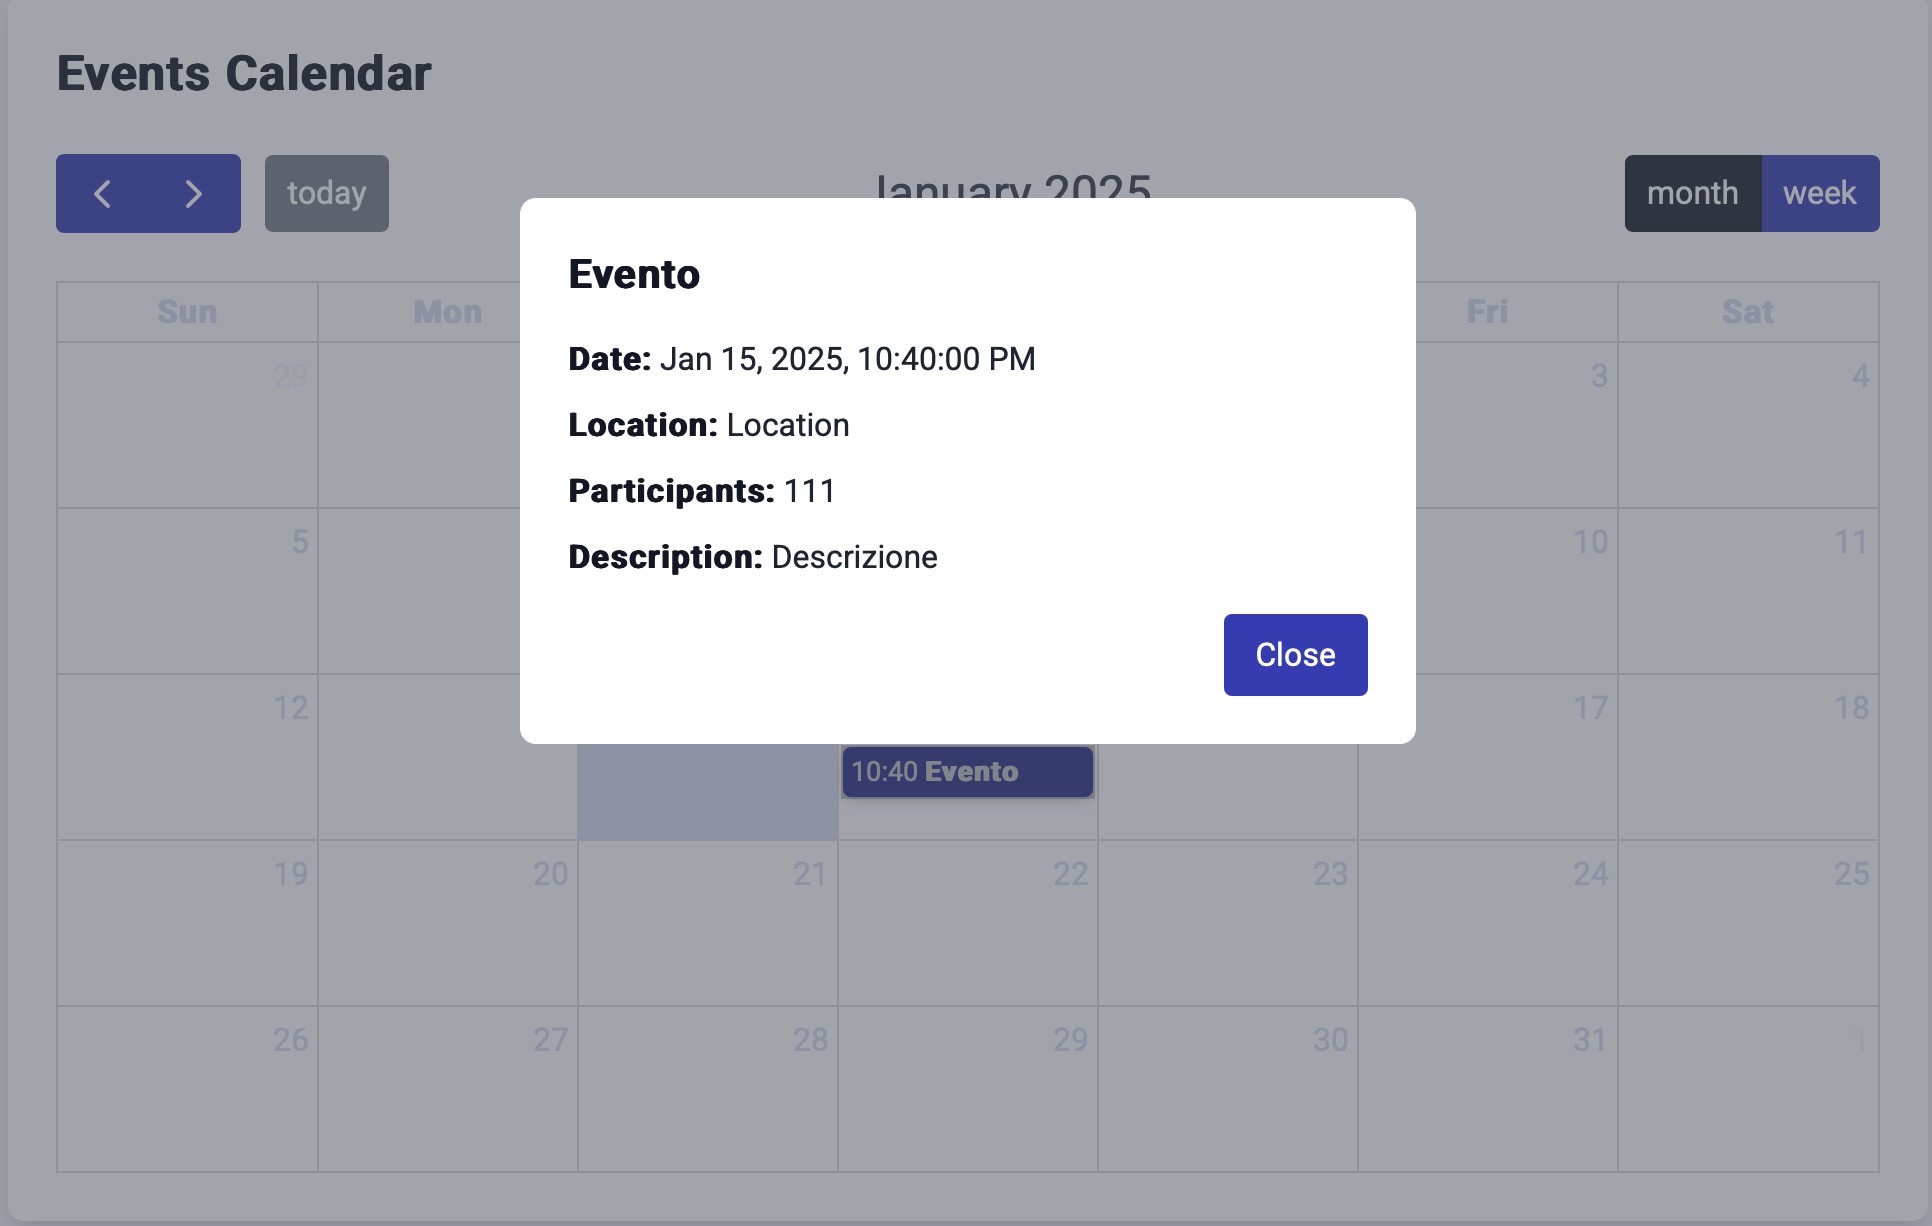 Events Calendar
today
January 2025
month week
Evento
Date: Jan 15, 2025, 10:40:00 PM
Location: Location
Participants: 111
Description: Descrizione
Close
Sun Mon Fri Sat
29 3 4
5 10 11
12 17 18
10:40 Evento
19 20 21 22 23 24 25
26 27 28 29 30 31 1